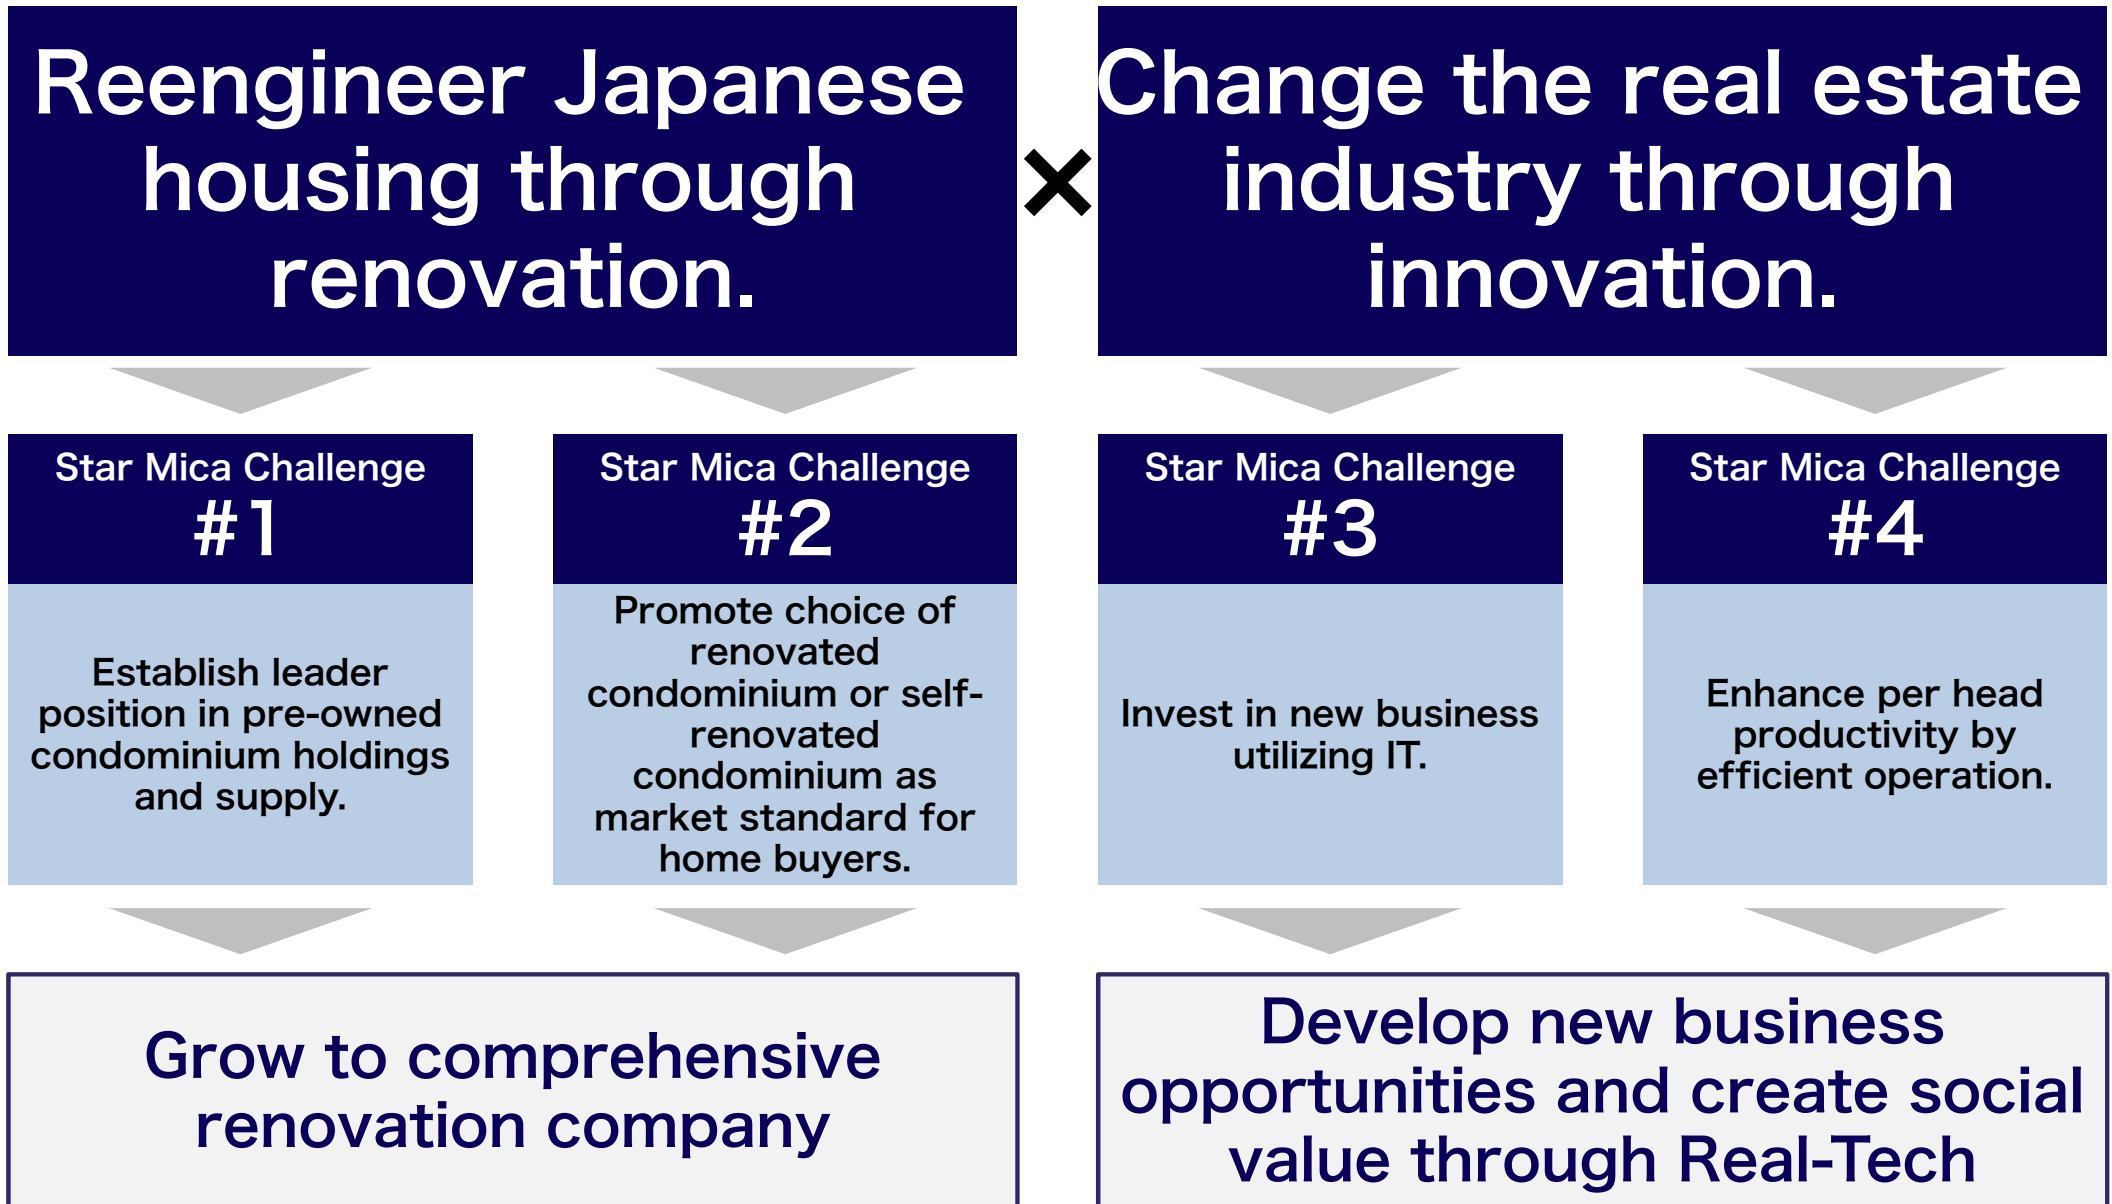 Reengineer Japanese
housing through
renovation.
×
Change the real estate
industry through
innovation.
Star Mica Challenge
#1
Establish leader
position in pre-owned
condominium holdings
and supply.
Star Mica Challenge
#2
Promote choice of
renovated
condominium or self-
renovated
condominium as
market standard for
home buyers.
Star Mica Challenge
#3
Invest in new business
utilizing IT.
Star Mica Challenge
#4
Enhance per head
productivity by
efficient operation.
Grow to comprehensive
renovation company
Develop new business
opportunities and create social
value through Real-Tech